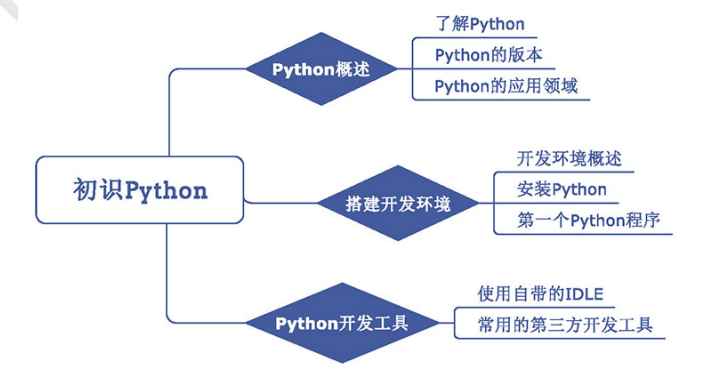 初识Python
Python概述
了解Python
Python的版本
Python的应用领域
搭建开发环境
开发环境概述
安装Python
第一个Python程序
Python开发工具
使用自带的IDLE
常用的第三方开发工具